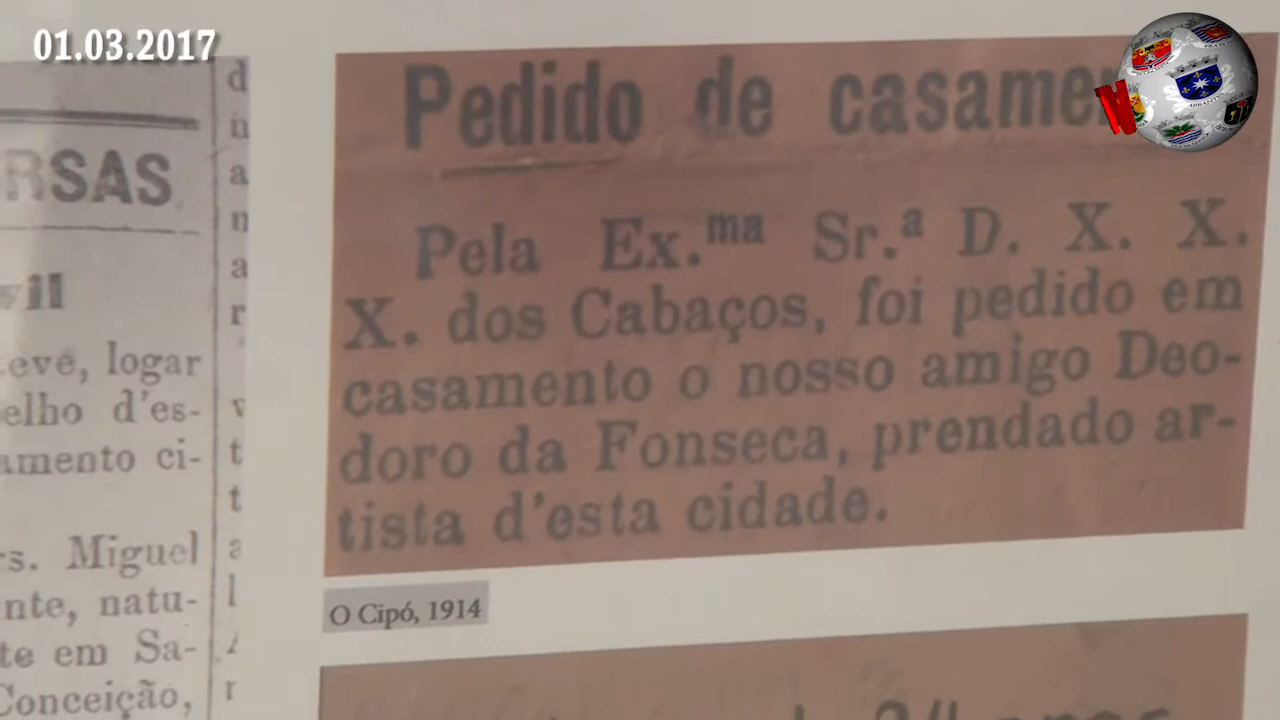 01.03.2017
RSAS
eve, logar
elho d'es-
amento ci-
rs. Miguel
nte, natu-
te em Sa-
Conceição,
Pedido de
Pela Ex.ma Sr.a D. X. X.
X. dos Cabaços, foi pedido em
casamento o nosso amigo Deo-
doro da Fonseca, prendado ar-
tista d'esta cidade.
O Cipó, 1914